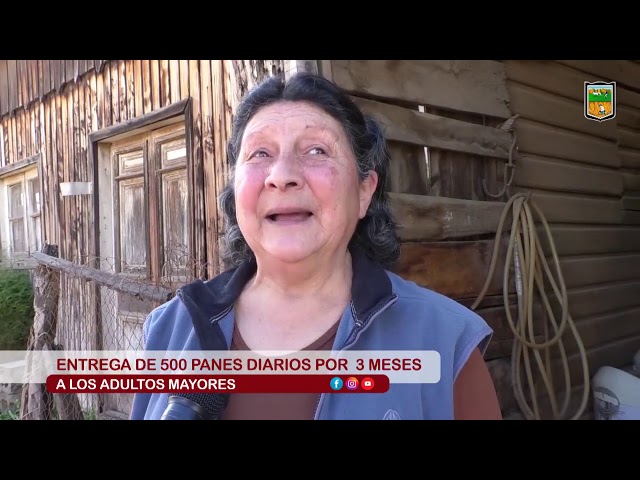 ENTREGA DE 500 PANES DIARIOS POR 3 MESES
A LOS ADULTOS MAYORES